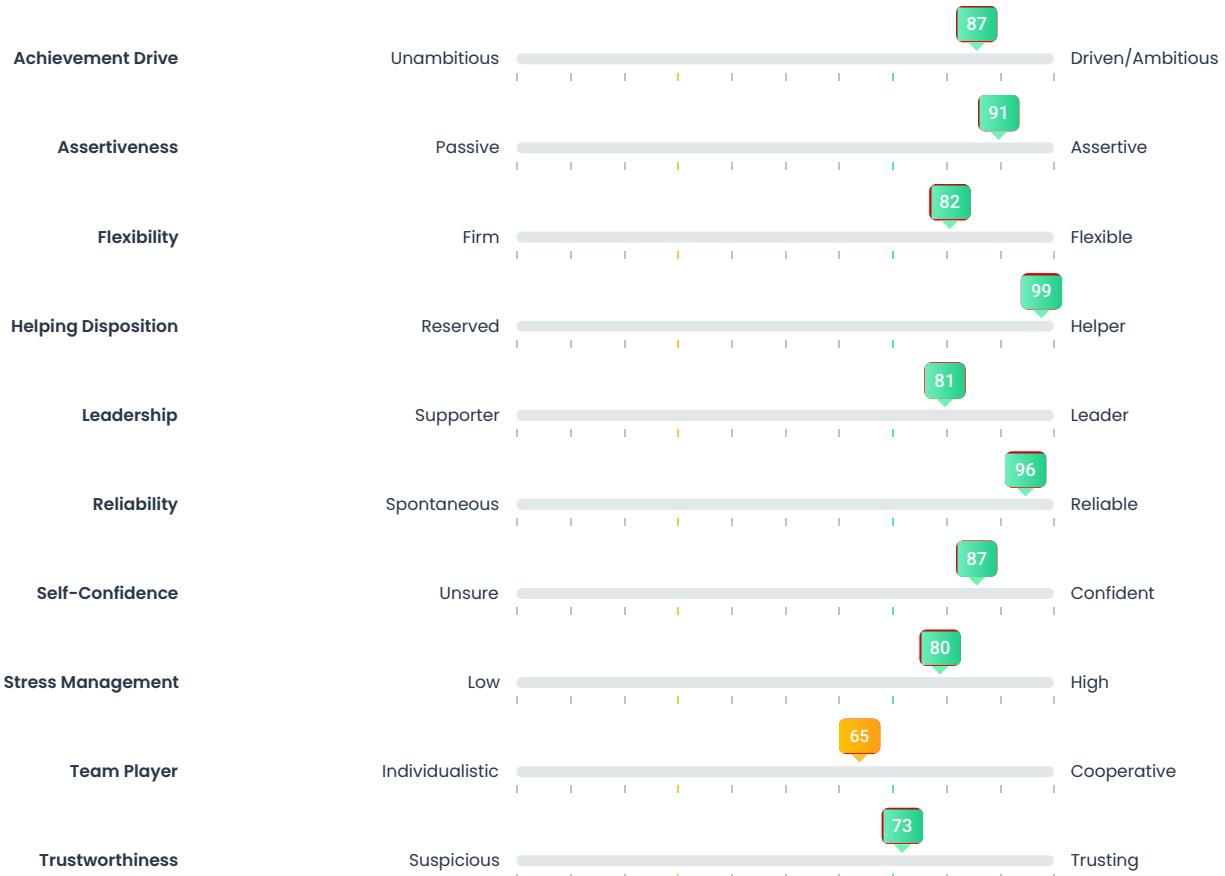 87
Achievement Drive Unambitious Driven/Ambitious
91
Assertiveness Passive Assertive
82
Flexibility Firm Flexible
99
Helping Disposition Reserved Helper
81
Leadership Supporter Leader
96
Reliability Spontaneous Reliable
87
Self-Confidence Unsure Confident
80
Stress Management Low High
65
Team Player Individualistic Cooperative
73
Trustworthiness Suspicious Trusting